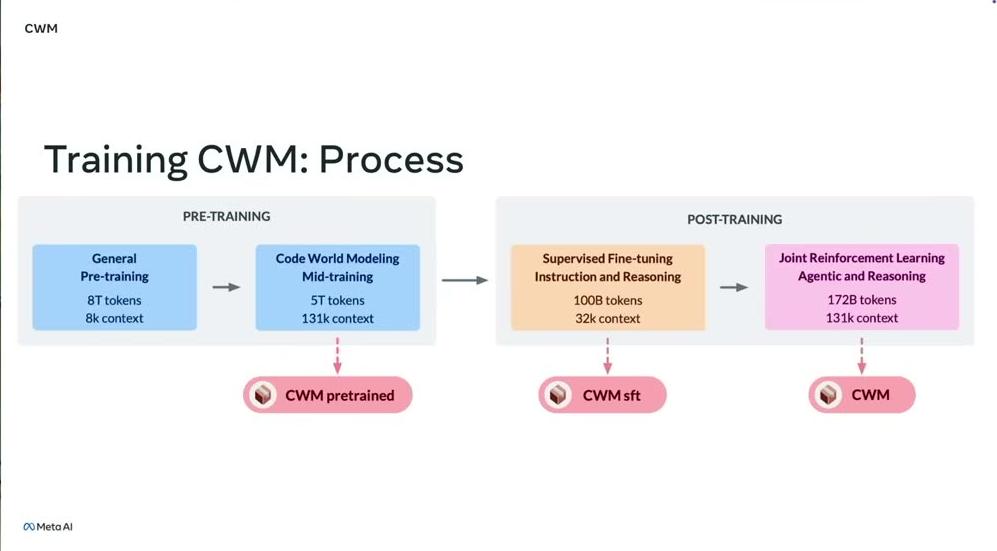 CWM
Training CWM: Process
PRE-TRAINING
General
Pre-training
8T tokens
8k context
Code World Modeling
Mid-training
5T tokens
131k context
CWM pretrained
POST-TRAINING
Supervised Fine-tuning
Instruction and Reasoning
100B tokens
32k context
CWM sft
Joint Reinforcement Learning
Agentic and Reasoning
172B tokens
131k context
CWM
Meta AI